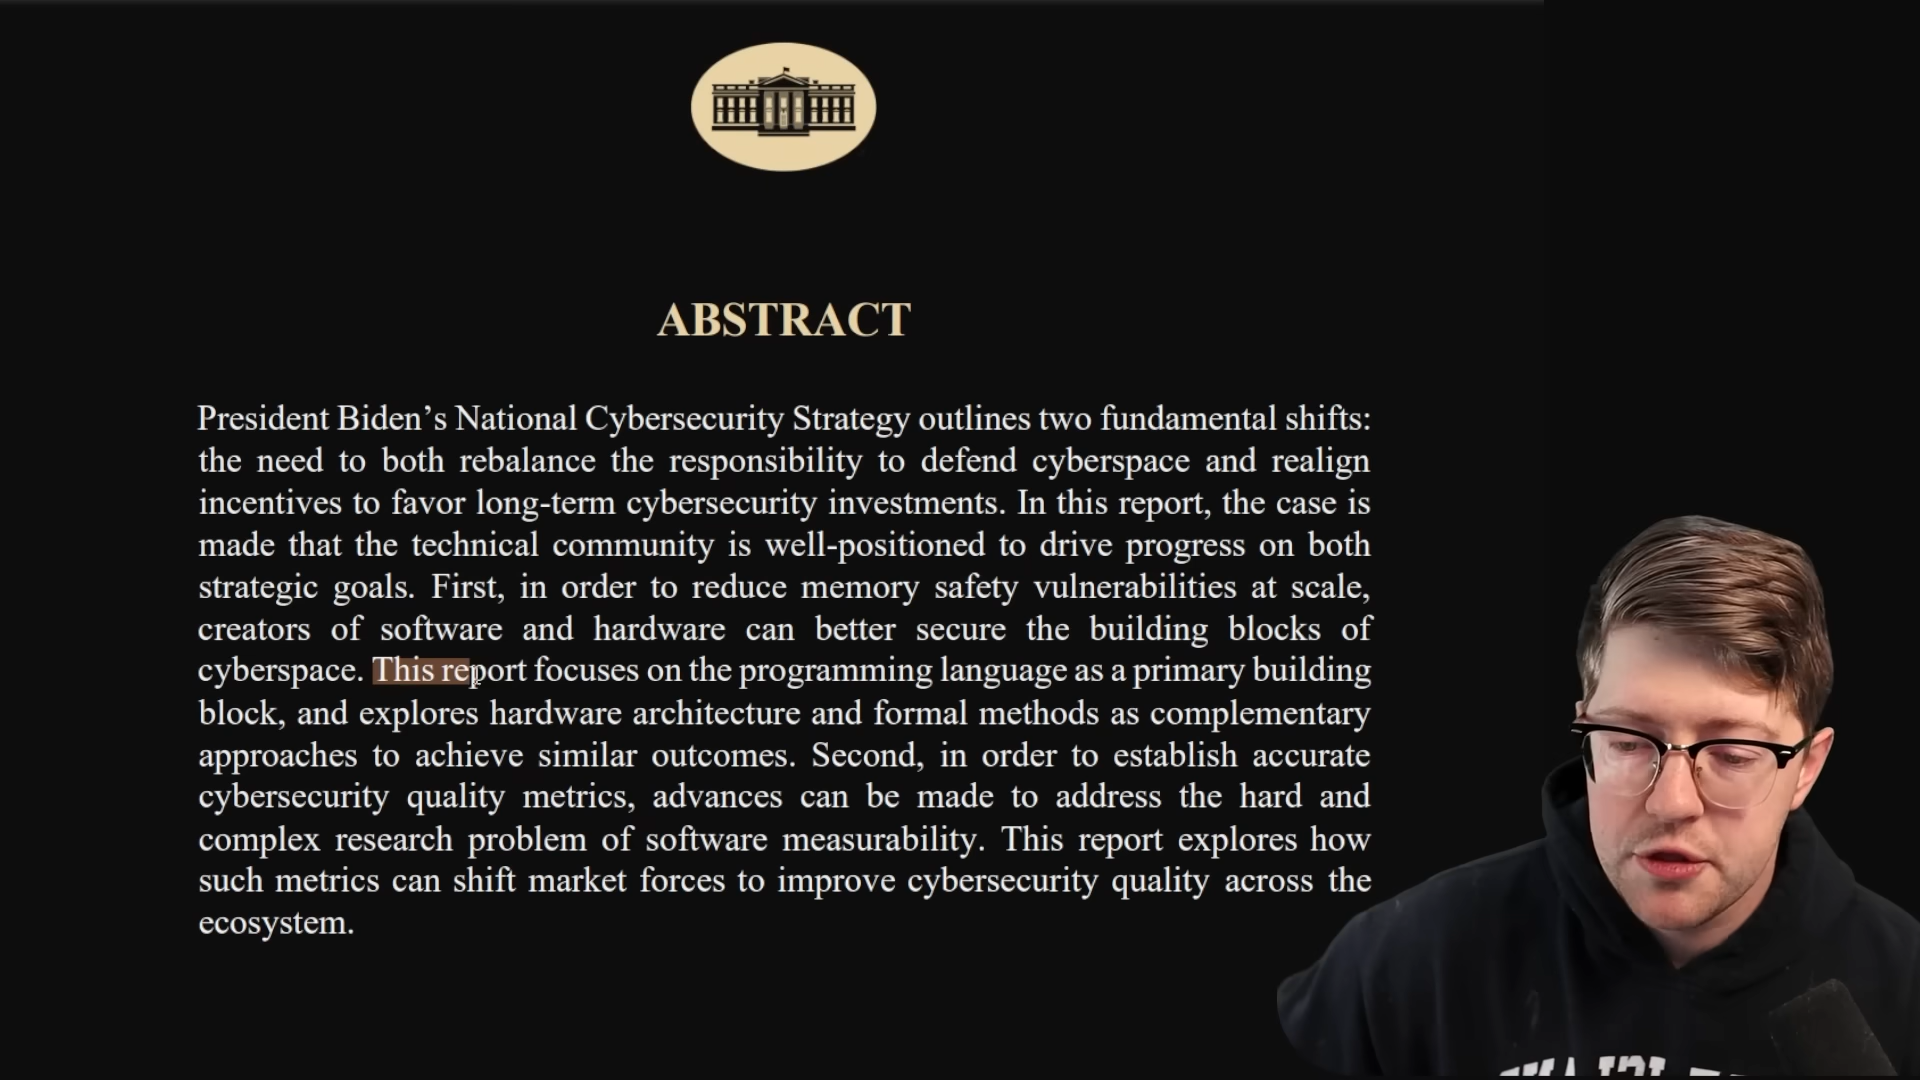 ABSTRACT
President Biden’s National Cybersecurity Strategy outlines two fundamental shifts:
the need to both rebalance the responsibility to defend cyberspace and realign
incentives to favor long-term cybersecurity investments. In this report, the case is
made that the technical community is well-positioned to drive progress on both
strategic goals. First, in order to reduce memory safety vulnerabilities at scale,
creators of software and hardware can better secure the building blocks of
cyberspace. This report focuses on the programming language as a primary building
block, and explores hardware architecture and formal methods as complementary
approaches to achieve similar outcomes. Second, in order to establish accurate
cybersecurity quality metrics, advances can be made to address the hard and
complex research problem of software measurability. This report explores how
such metrics can shift market forces to improve cybersecurity quality across the
ecosystem.